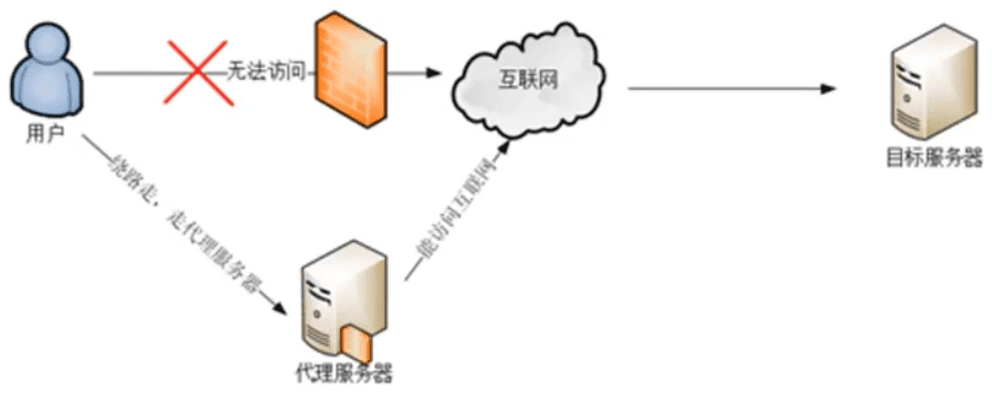 无法访问
互联网
用户
目标服务器
绕路走，走代理服务器
能访问互联网
代理服务器